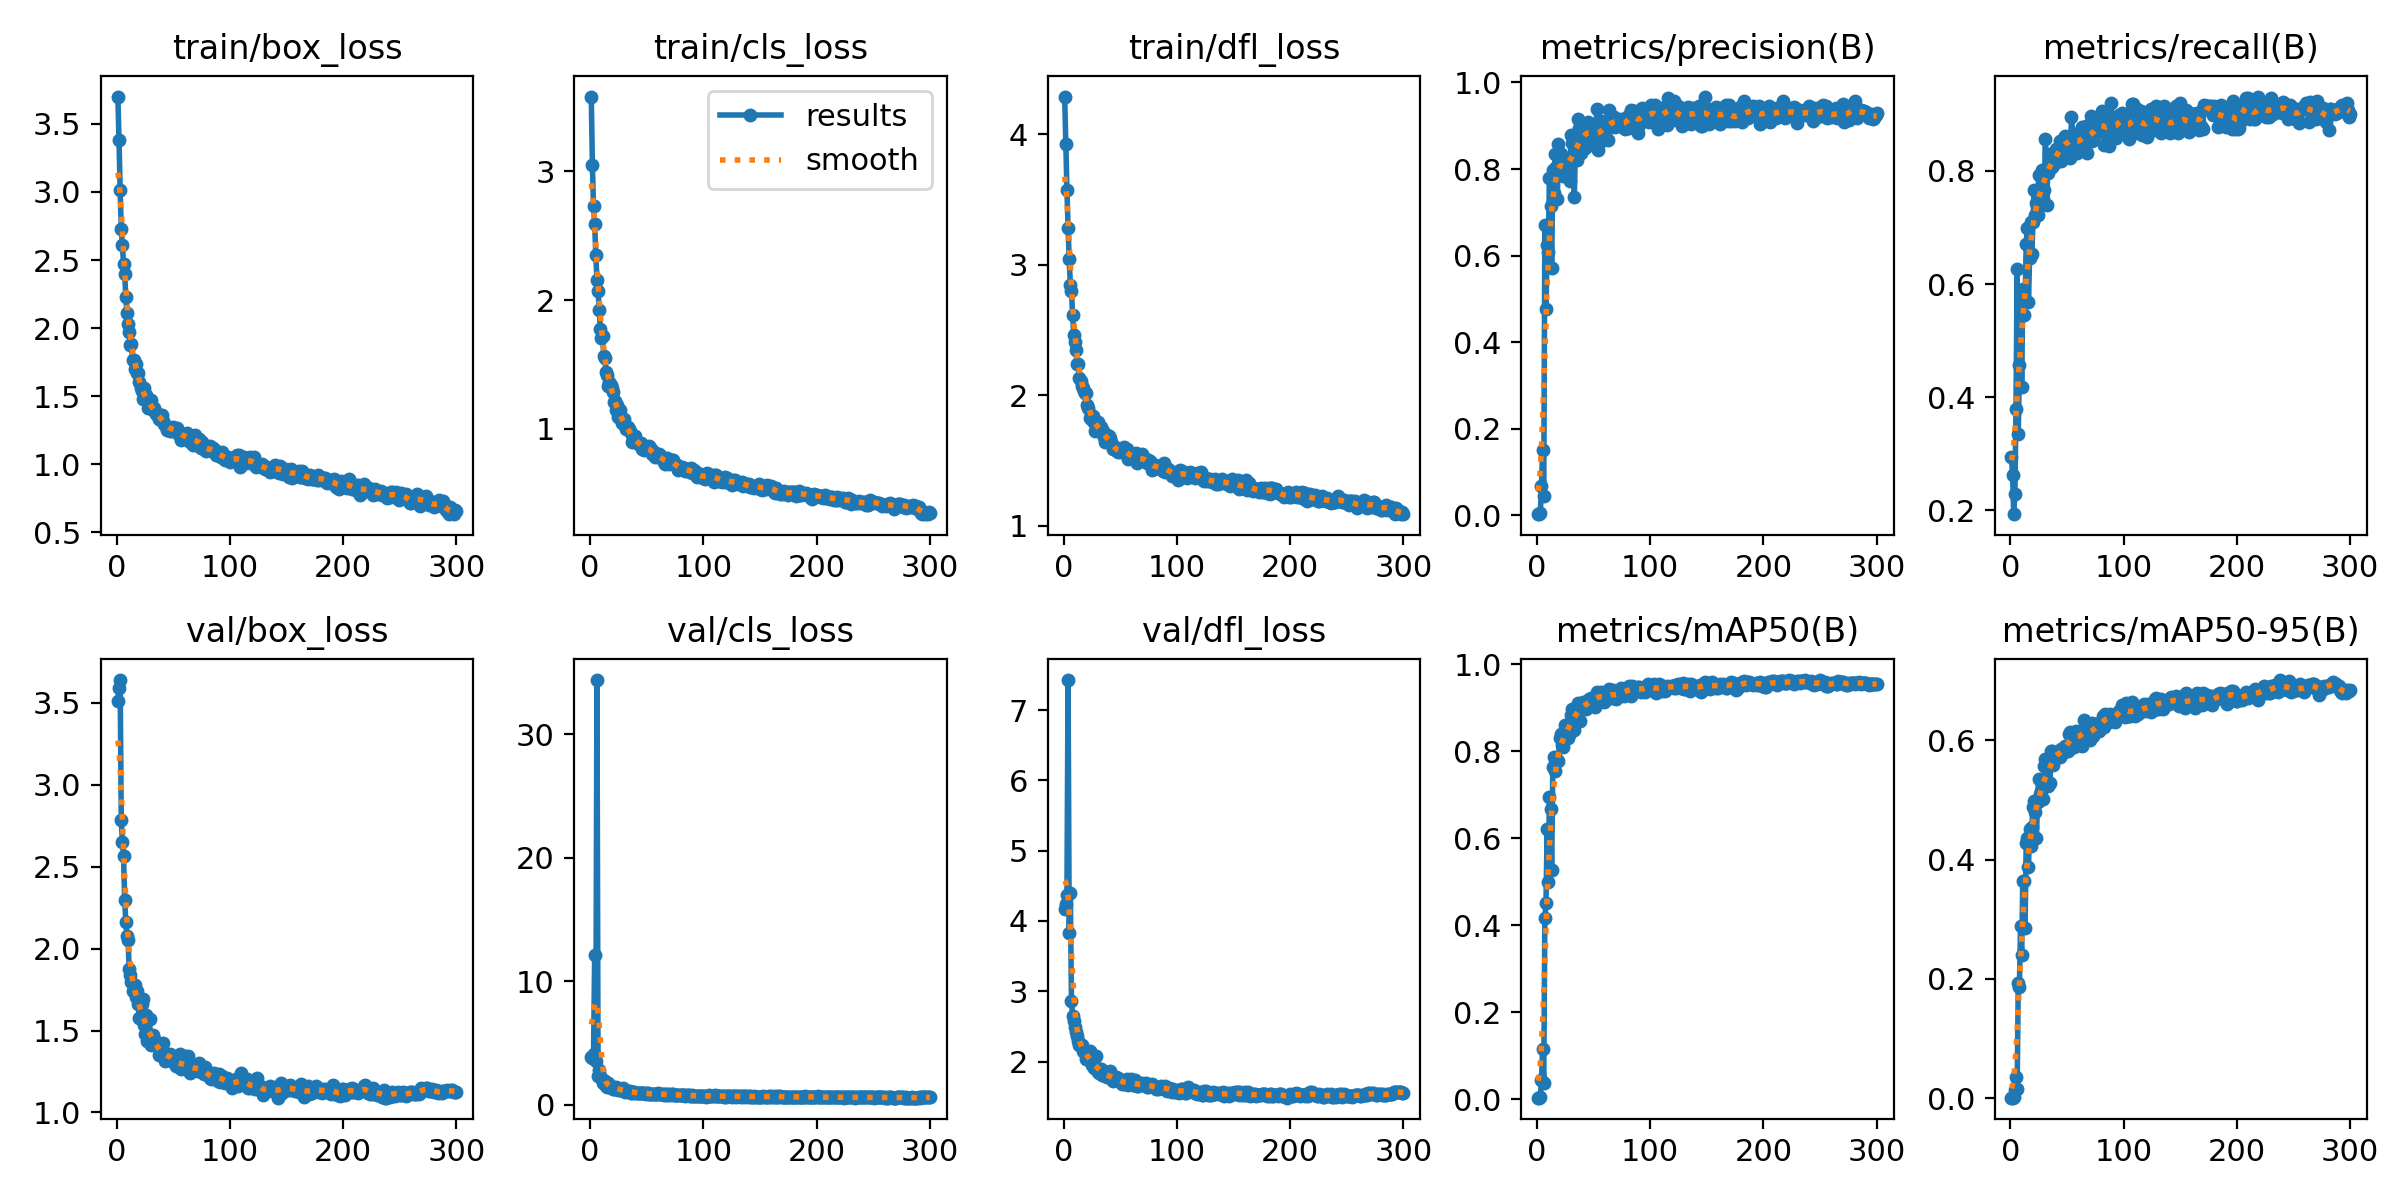 train/box_loss
3.5
3.0
2.5
2.0
1.5
1.0
0.5
0 100 200 300
train/cls_loss
results
smooth
3
2
1
0 100 200 300
train/dfl_loss
4
3
2
1
0 100 200 300
metrics/precision(B)
1.0
0.8
0.6
0.4
0.2
0.0
0 100 200 300
metrics/recall(B)
0.8
0.6
0.4
0.2
0 100 200 300
val/box_loss
3.5
3.0
2.5
2.0
1.5
1.0
0 100 200 300
val/cls_loss
30
20
10
0
0 100 200 300
val/dfl_loss
7
6
5
4
3
2
0 100 200 300
metrics/mAP50(B)
1.0
0.8
0.6
0.4
0.2
0.0
0 100 200 300
metrics/mAP50-95(B)
0.6
0.4
0.2
0.0
0 100 200 300